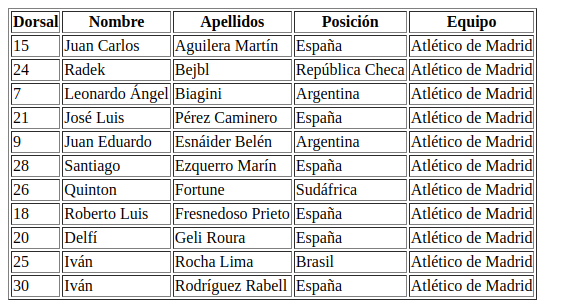 Dorsal Nombre Apellidos Posición Equipo
15 Juan Carlos Aguilera Martín España Atlético de Madrid
24 Radek Bejbl República Checa Atlético de Madrid
7 Leonardo Ángel Biagini Argentina Atlético de Madrid
21 José Luis Pérez Caminero España Atlético de Madrid
9 Juan Eduardo Esnáider Belén Argentina Atlético de Madrid
28 Santiago Ezquerro Marín España Atlético de Madrid
26 Quinton Fortune Sudáfrica Atlético de Madrid
18 Roberto Luis Fresnedoso Prieto España Atlético de Madrid
20 Delfí Geli Roura España Atlético de Madrid
25 Iván Rocha Lima Brasil Atlético de Madrid
30 Iván Rodríguez Rabell España Atlético de Madrid